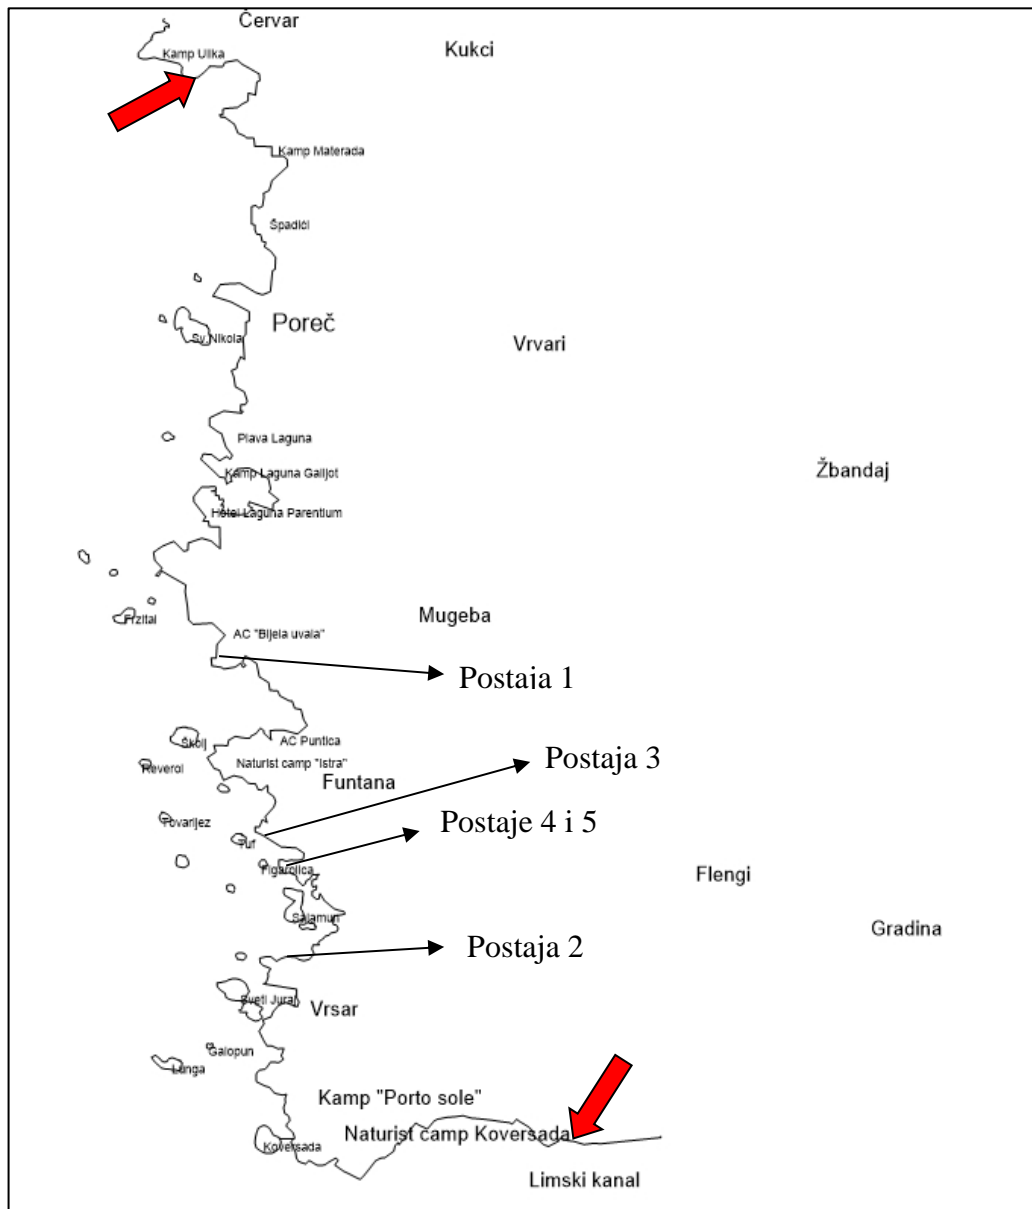 Červar
Kukci
Kamp Ulika
Kamp Materada
Špadići
Poreč
Sv.Nikola
Vrvari
Plava Laguna
Žbandaj
Kamp Laguna Galijot
Hotel Laguna Parentium
Mugeba
Frzital
AC "Bijela uvala"
Postaja 1
Školj
AC Puntica
Postaja 3
Reverol
Naturist camp "Istra"
Funtana
Tovarijez
Postaje 4 i 5
Tuf
Figarolica
Flengi
Salamun
Gradina
Postaja 2
Sveti Juraj
Vrsar
Galopun
Lunga
Kamp "Porto sole"
Naturist camp Koversada
Koversada
Limski kanal